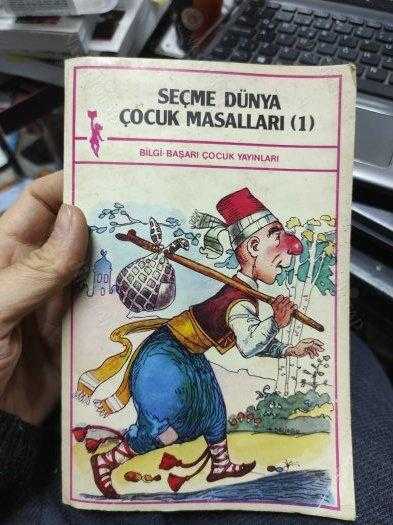 SEÇME DÜNYA
ÇOCUK MASALLARI (1)
BİLGİ-BAŞARI ÇOCUK YAYINLARI